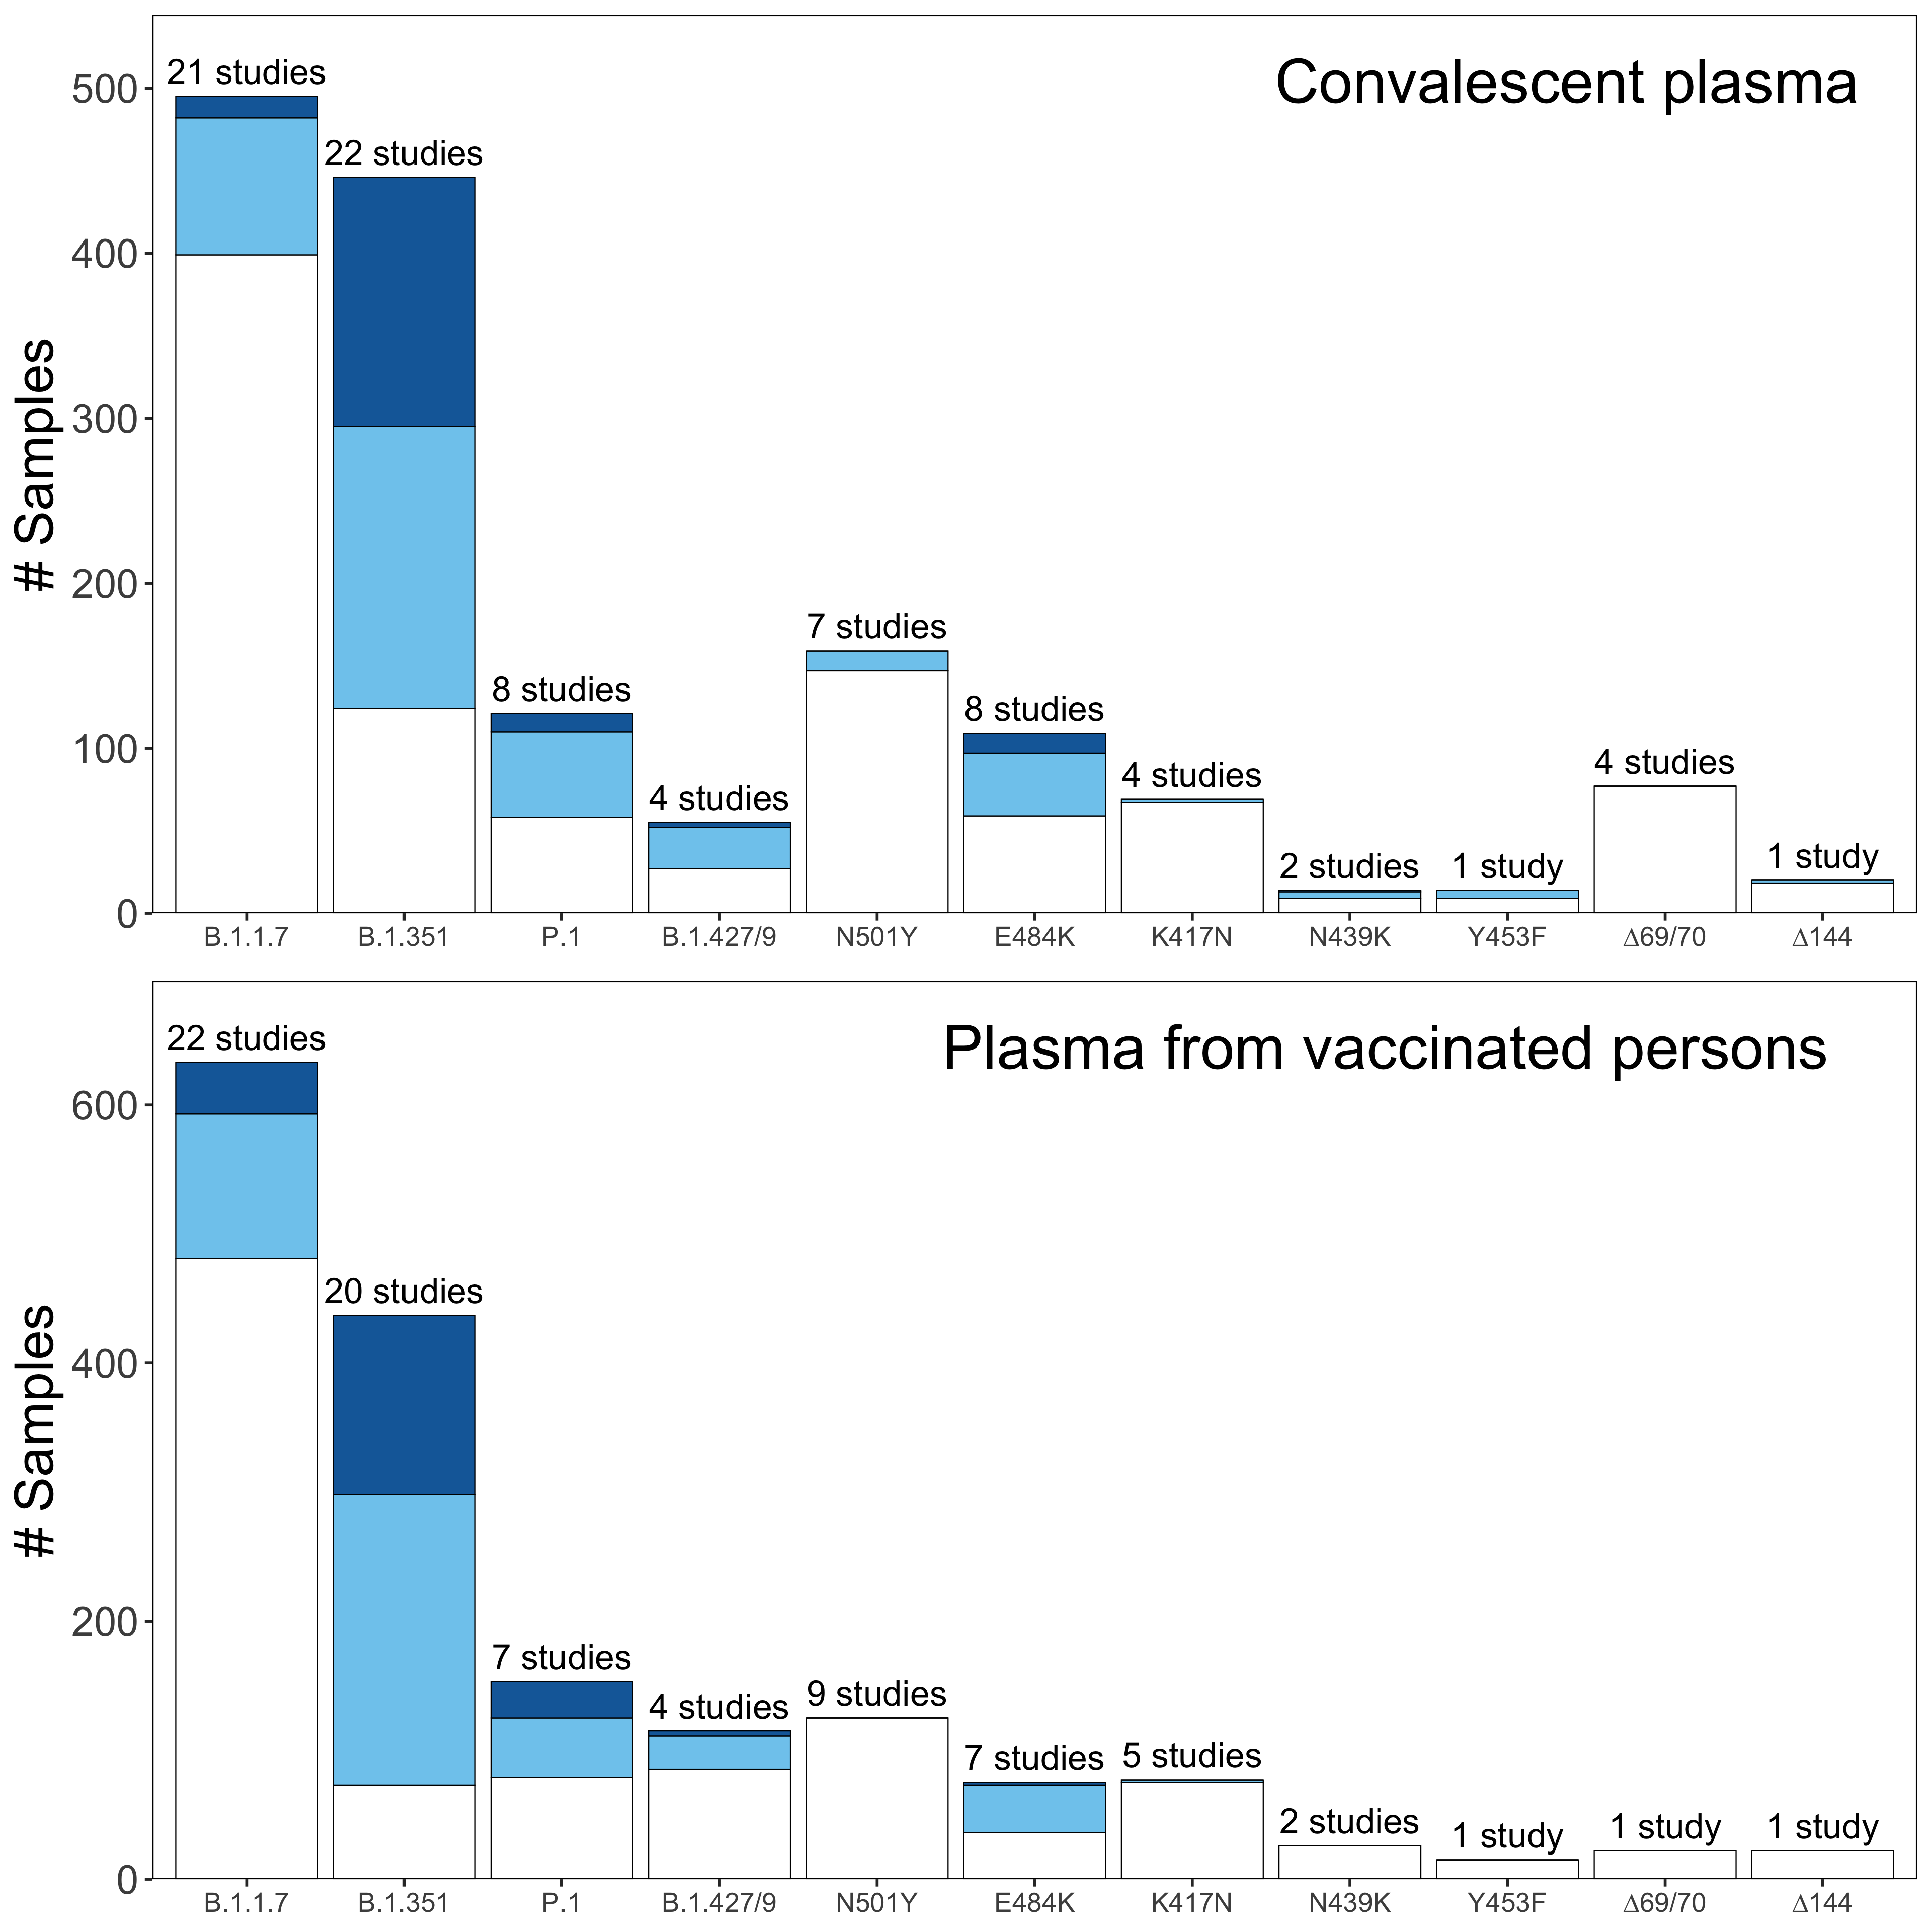 Convalescent plasma
# Samples
500
400
300
200
100
0
21 studies
22 studies
8 studies
4 studies
7 studies
8 studies
4 studies
2 studies
1 study
4 studies
1 study
B.1.1.7
B.1.351
P.1
B.1.427/9
N501Y
E484K
K417N
N439K
Y453F
Δ69/70
Δ144
Plasma from vaccinated persons
# Samples
600
400
200
0
22 studies
20 studies
7 studies
4 studies
9 studies
7 studies
5 studies
2 studies
1 study
1 study
1 study
B.1.1.7
B.1.351
P.1
B.1.427/9
N501Y
E484K
K417N
N439K
Y453F
Δ69/70
Δ144